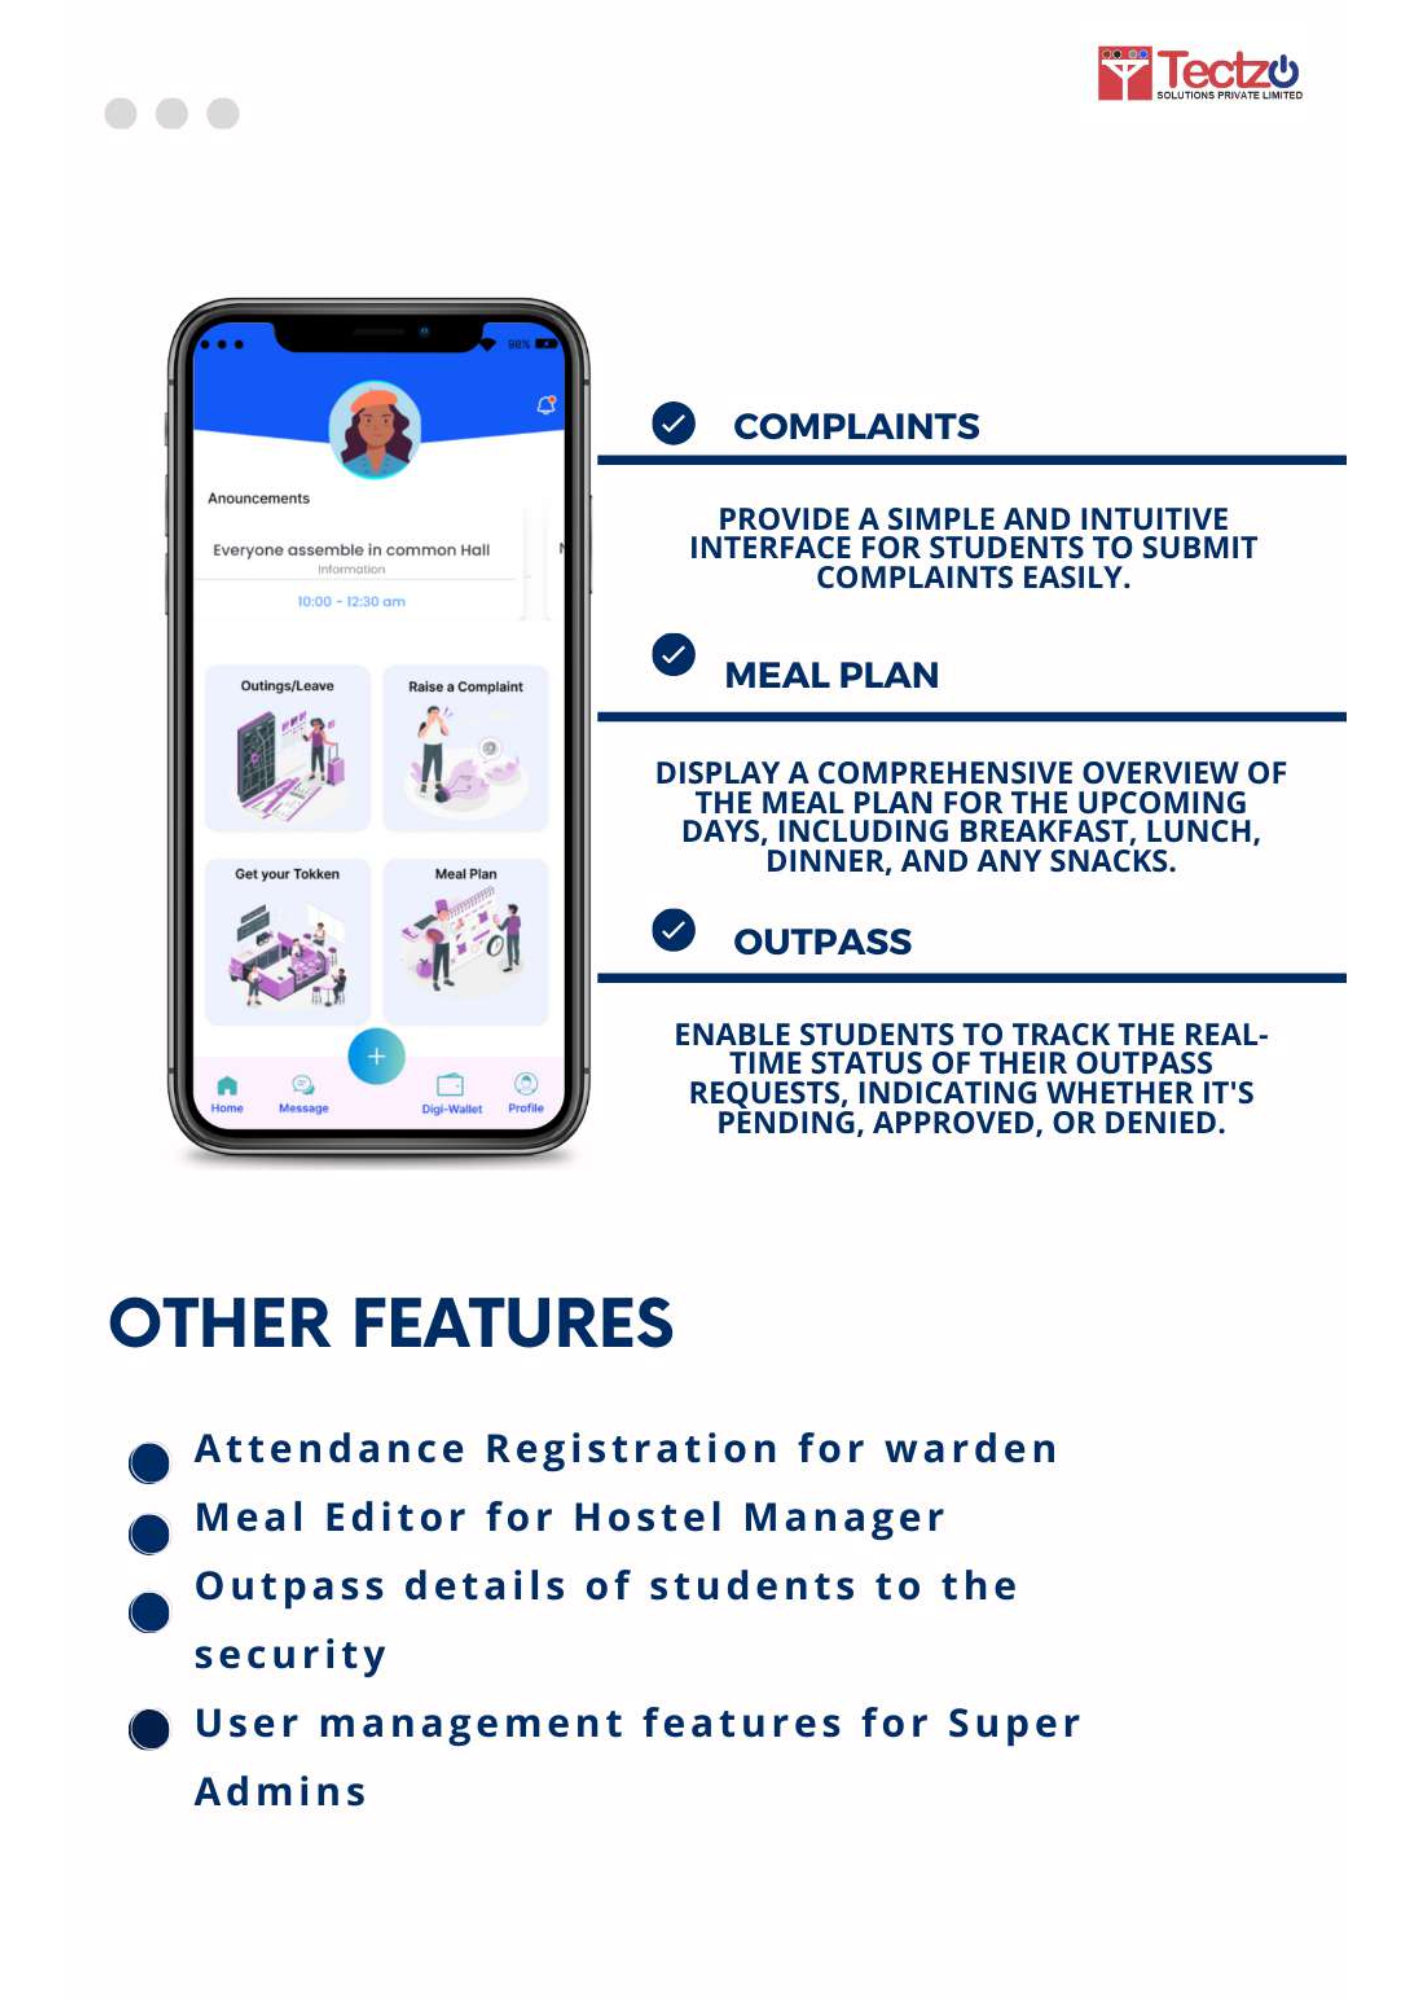 Tectzo
SOLUTIONS PRIVATE LIMITED
98%
Anouncements
Everyone assemble in common Hall
Information
10:00 - 12:30 am
Outings/Leave
Raise a Complaint
Get your Tokken
Meal Plan
Home
Message
Digi-Wallet
Profile
COMPLAINTS
PROVIDE A SIMPLE AND INTUITIVE
INTERFACE FOR STUDENTS TO SUBMIT
COMPLAINTS EASILY.
MEAL PLAN
DISPLAY A COMPREHENSIVE OVERVIEW OF
THE MEAL PLAN FOR THE UPCOMING
DAYS, INCLUDING BREAKFAST, LUNCH,
DINNER, AND ANY SNACKS.
OUTPASS
ENABLE STUDENTS TO TRACK THE REAL-
TIME STATUS OF THEIR OUTPASS
REQUESTS, INDICATING WHETHER IT'S
PENDING, APPROVED, OR DENIED.
OTHER FEATURES
Attendance Registration for warden
Meal Editor for Hostel Manager
Outpass details of students to the
security
User management features for Super
Admins